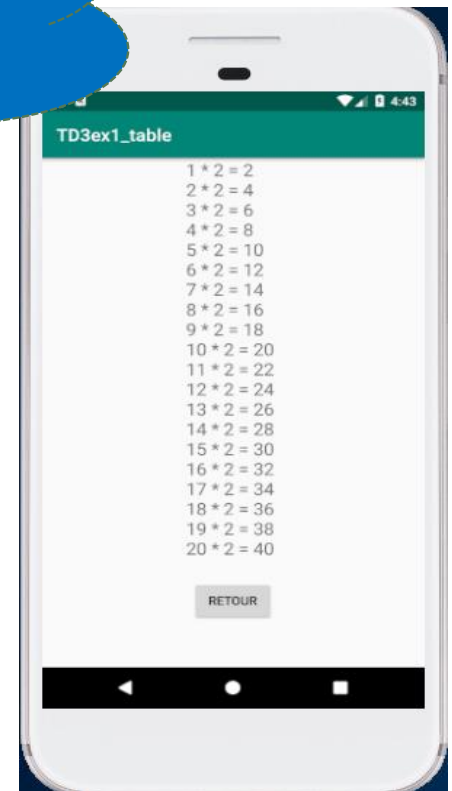 4:43
TD3ex1_table
1 * 2 = 2
2 * 2 = 4
3 * 2 = 6
4 * 2 = 8
5 * 2 = 10
6 * 2 = 12
7 * 2 = 14
8 * 2 = 16
9 * 2 = 18
10 * 2 = 20
11 * 2 = 22
12 * 2 = 24
13 * 2 = 26
14 * 2 = 28
15 * 2 = 30
16 * 2 = 32
17 * 2 = 34
18 * 2 = 36
19 * 2 = 38
20 * 2 = 40
RETOUR